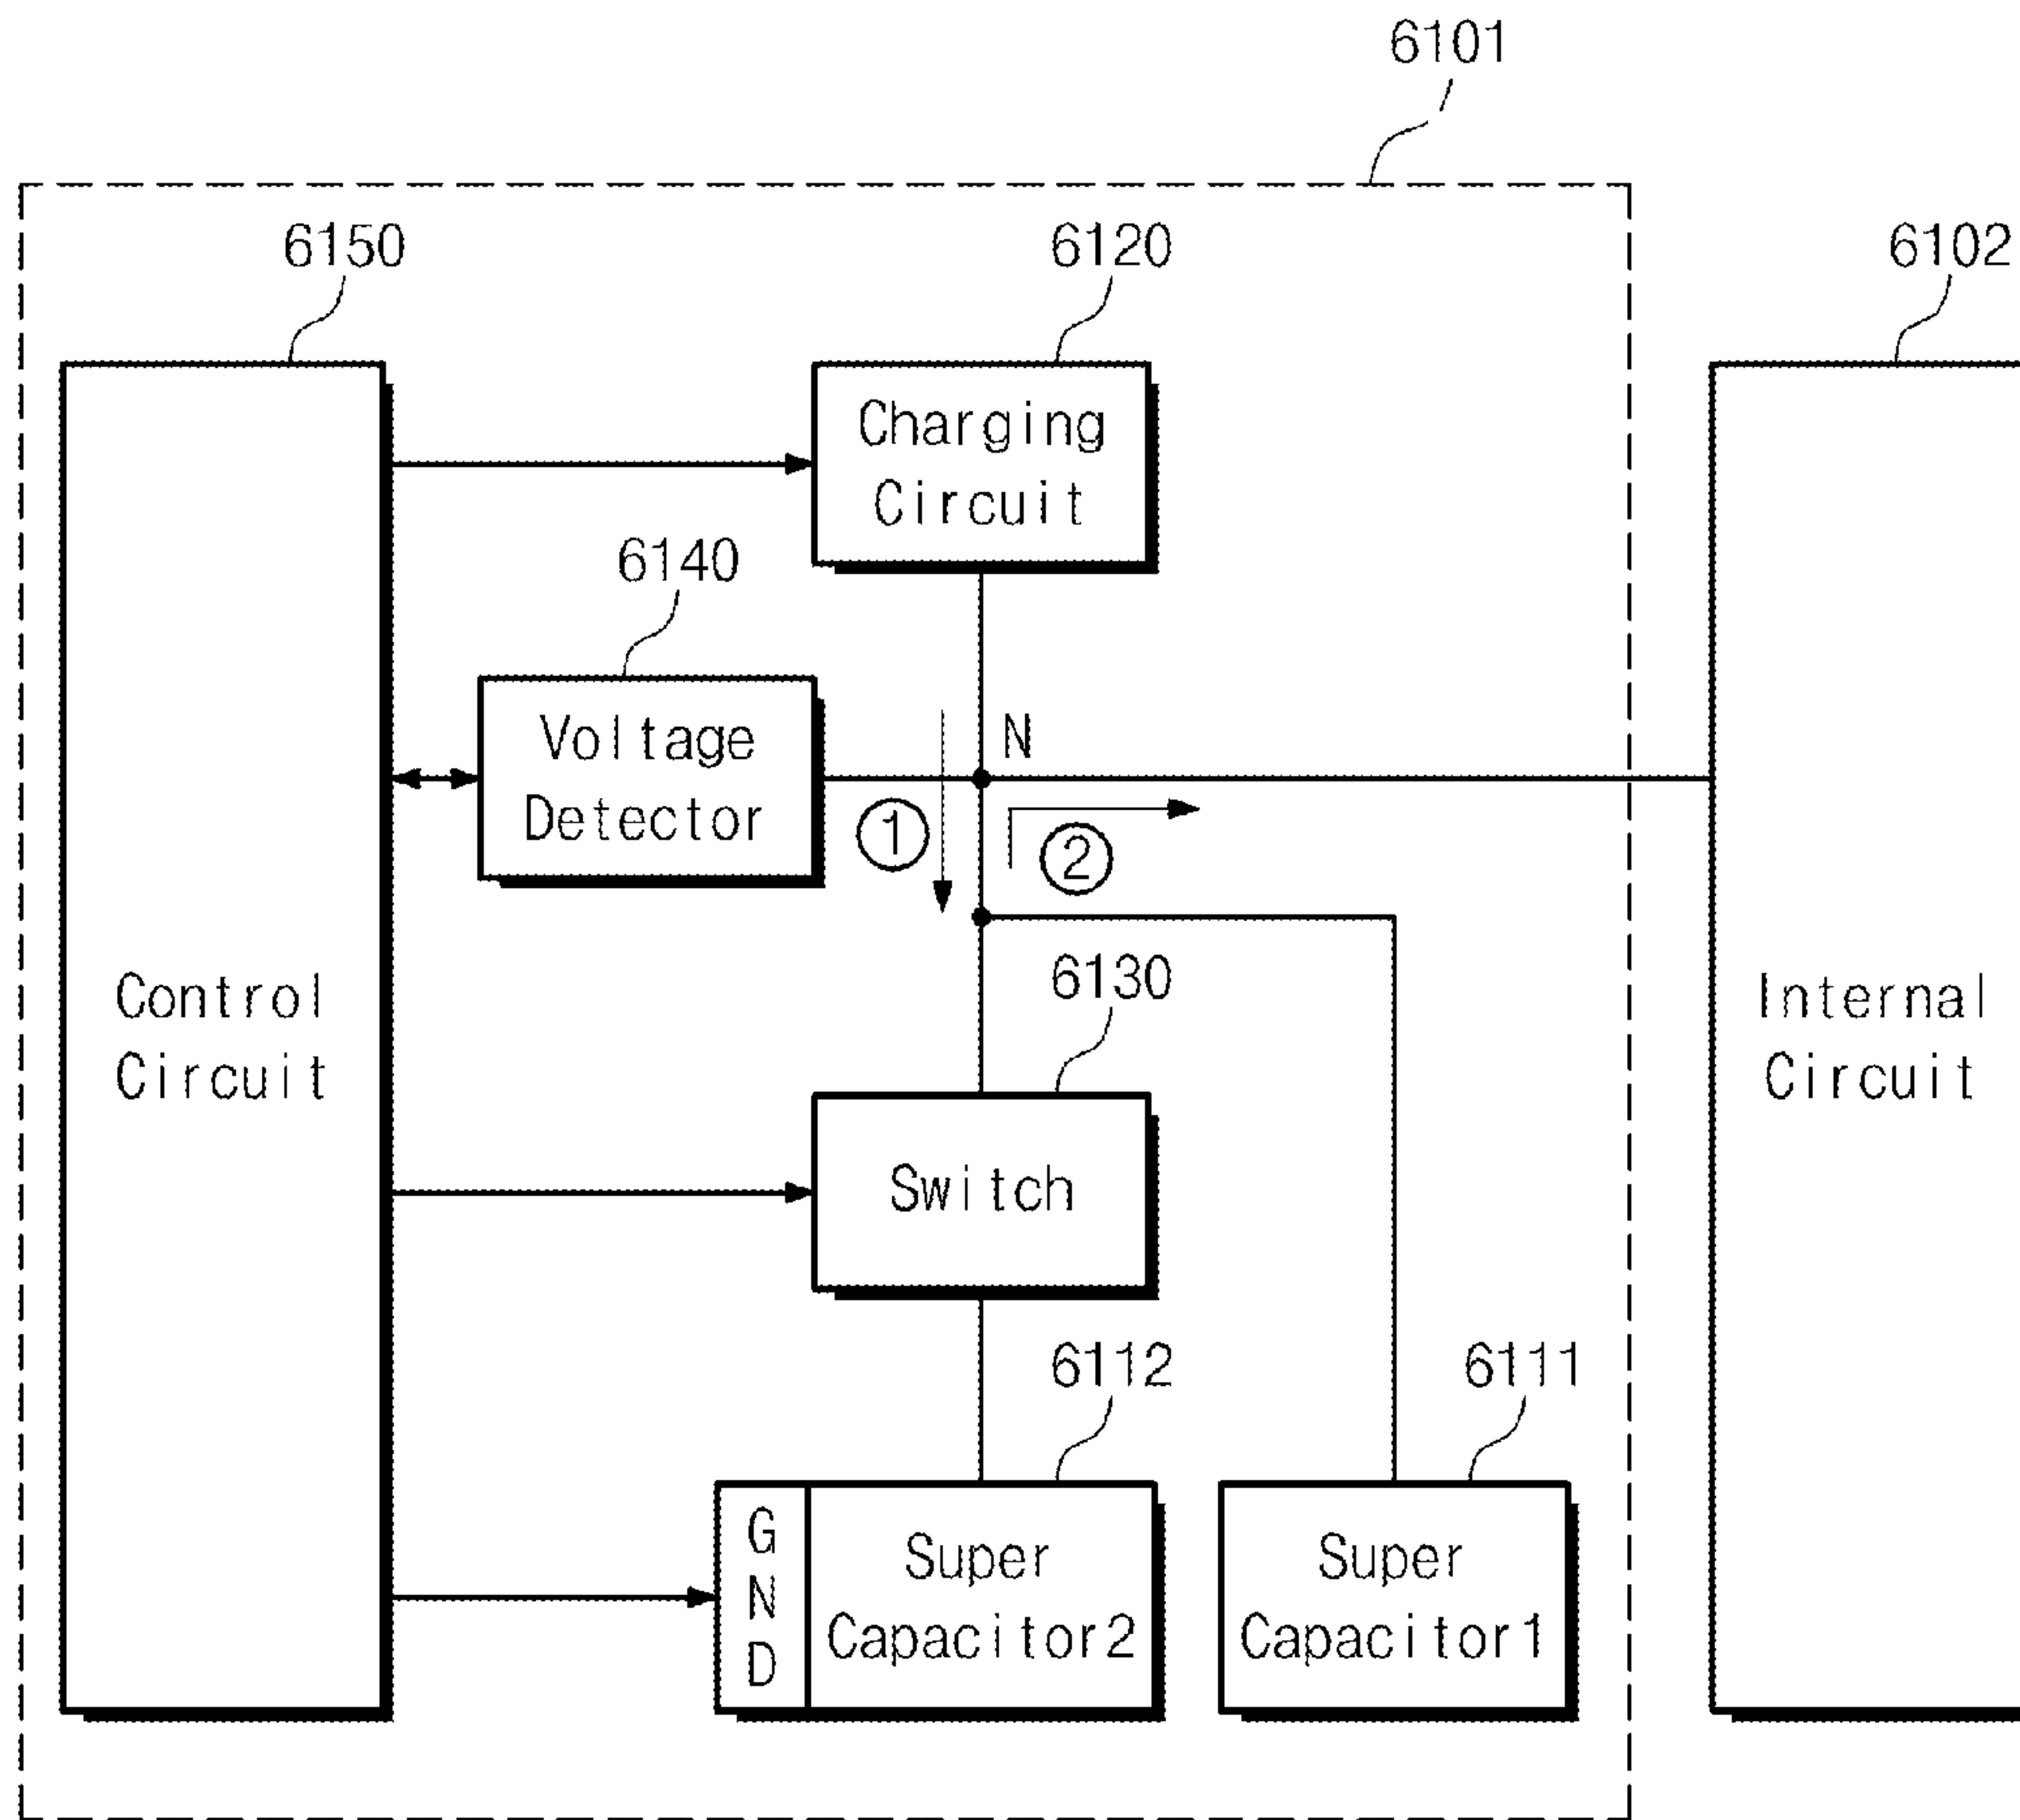 6101
6150
6120
6102
Charging
Circuit
6140
Voltage
Detector
N
①
②
Control
Circuit
6130
Internal
Circuit
Switch
6112
6111
G
N
D
Super
Capacitor2
Super
Capacitor1